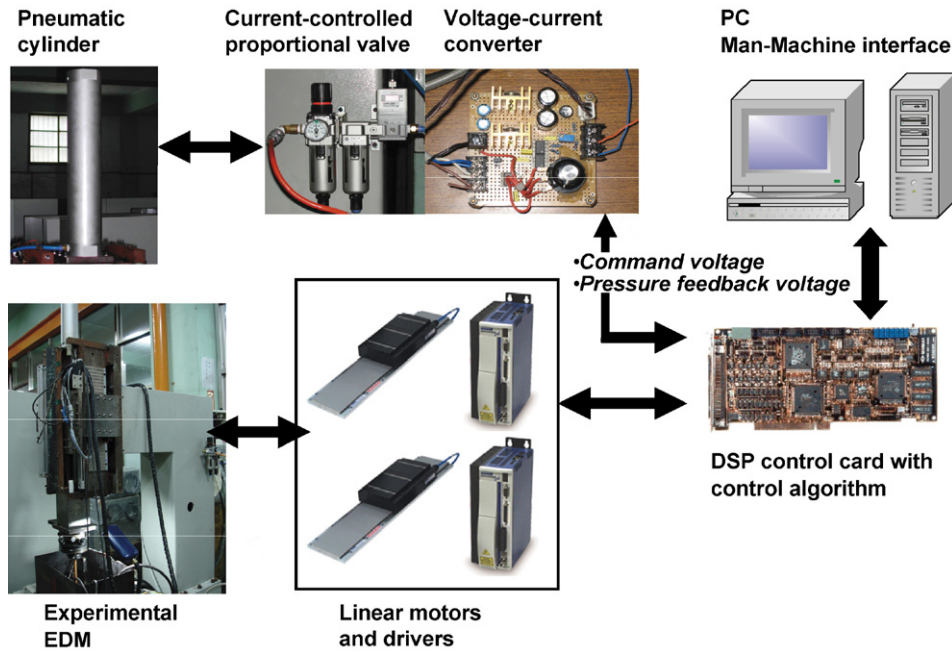 Pneumatic
cylinder
Current-controlled
proportional valve
Voltage-current
converter
PC
Man-Machine interface
•Command voltage
•Pressure feedback voltage
DSP control card with
control algorithm
Experimental
EDM
Linear motors
and drivers